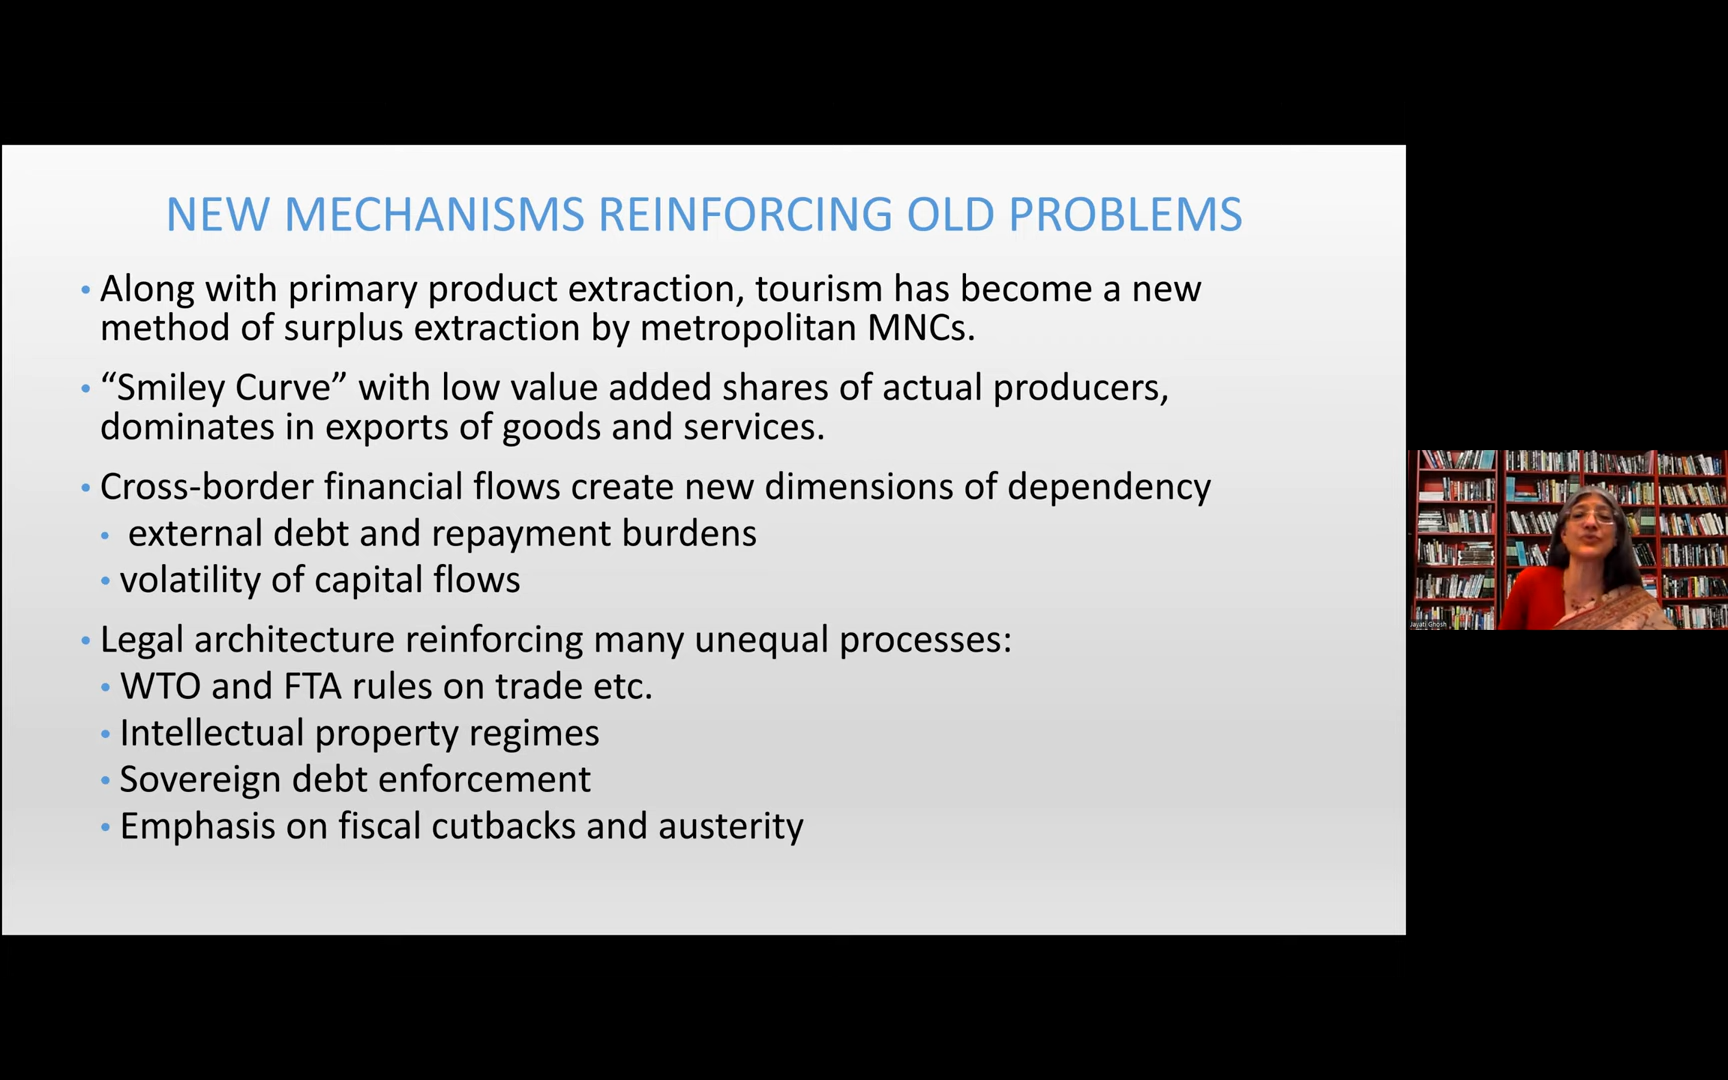 NEW MECHANISMS REINFORCING OLD PROBLEMS
• Along with primary product extraction, tourism has become a new
method of surplus extraction by metropolitan MNCs.
• “Smiley Curve” with low value added shares of actual producers,
dominates in exports of goods and services.
• Cross-border financial flows create new dimensions of dependency
• external debt and repayment burdens
• volatility of capital flows
• Legal architecture reinforcing many unequal processes:
• WTO and FTA rules on trade etc.
• Intellectual property regimes
• Sovereign debt enforcement
• Emphasis on fiscal cutbacks and austerity
Jayati Ghosh